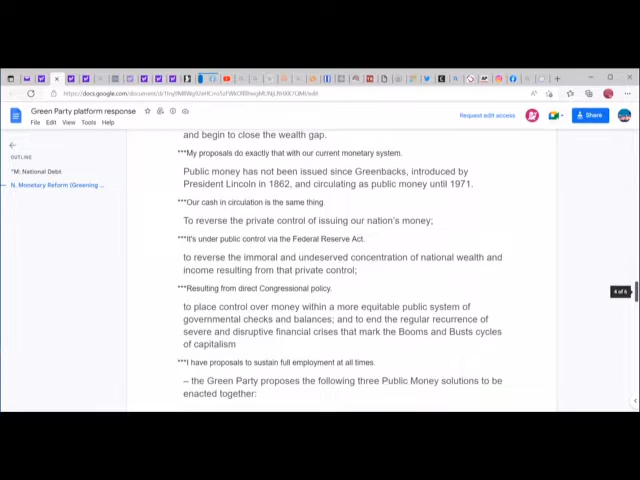 Green Party platform response
File Edit View Tools Help
Request edit access
Share
OUTLINE
"M: National Debt
N. Monetary Reform (Greening ...
and begin to close the wealth gap.
***My proposals do exactly that with our current monetary system.
Public money has not been issued since Greenbacks, introduced by
President Lincoln in 1862, and circulating as public money until 1971.
***Our cash in circulation is the same thing.
To reverse the private control of issuing our nation's money;
***It's under public control via the Federal Reserve Act.
to reverse the immoral and undeserved concentration of national wealth and
income resulting from that private control;
***Resulting from direct Congressional policy.
to place control over money within a more equitable public system of
governmental checks and balances; and to end the regular recurrence of
severe and disruptive financial crises that mark the Booms and Busts cycles
of capitalism
***I have proposals to sustain full employment at all times.
– the Green Party proposes the following three Public Money solutions to be
enacted together:
4 of 6